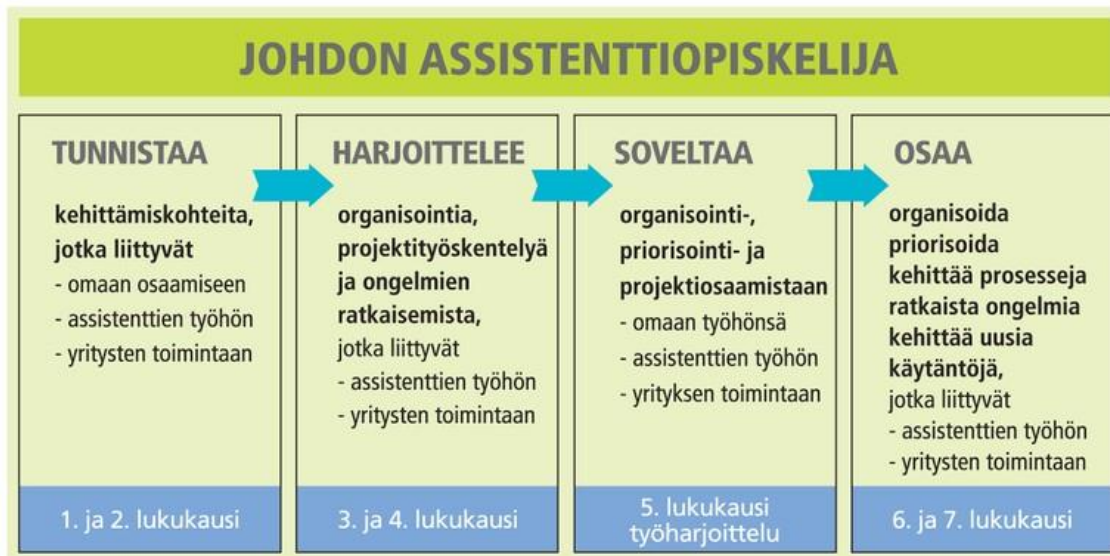 JOHDON ASSISTENTTIOPISKELIJA
TUNNISTAA
kehittämiskohteita,
jotka liittyvät
- omaan osaamiseen
- assistenttien työhön
- yritysten toimintaan
1. ja 2. lukukausi
HARJOITTELEE
organisointia,
projektityöskentelyä
ja ongelmien
ratkaisemista,
jotka liittyvät
- assistenttien työhön
- yritysten toimintaan
3. ja 4. lukukausi
SOVELTAA
organisointi-,
priorisointi- ja
projektiosaamistaan
- omaan työhönsä
- assistenttien työhön
- yrityksen toimintaan
5. lukukausi
työharjoittelu
OSAA
organisoida
priorisoida
kehittää prosesseja
ratkaista ongelmia
kehittää uusia
käytäntöjä,
jotka liittyvät
- assistenttien työhön
- yritysten toimintaan
6. ja 7. lukukausi